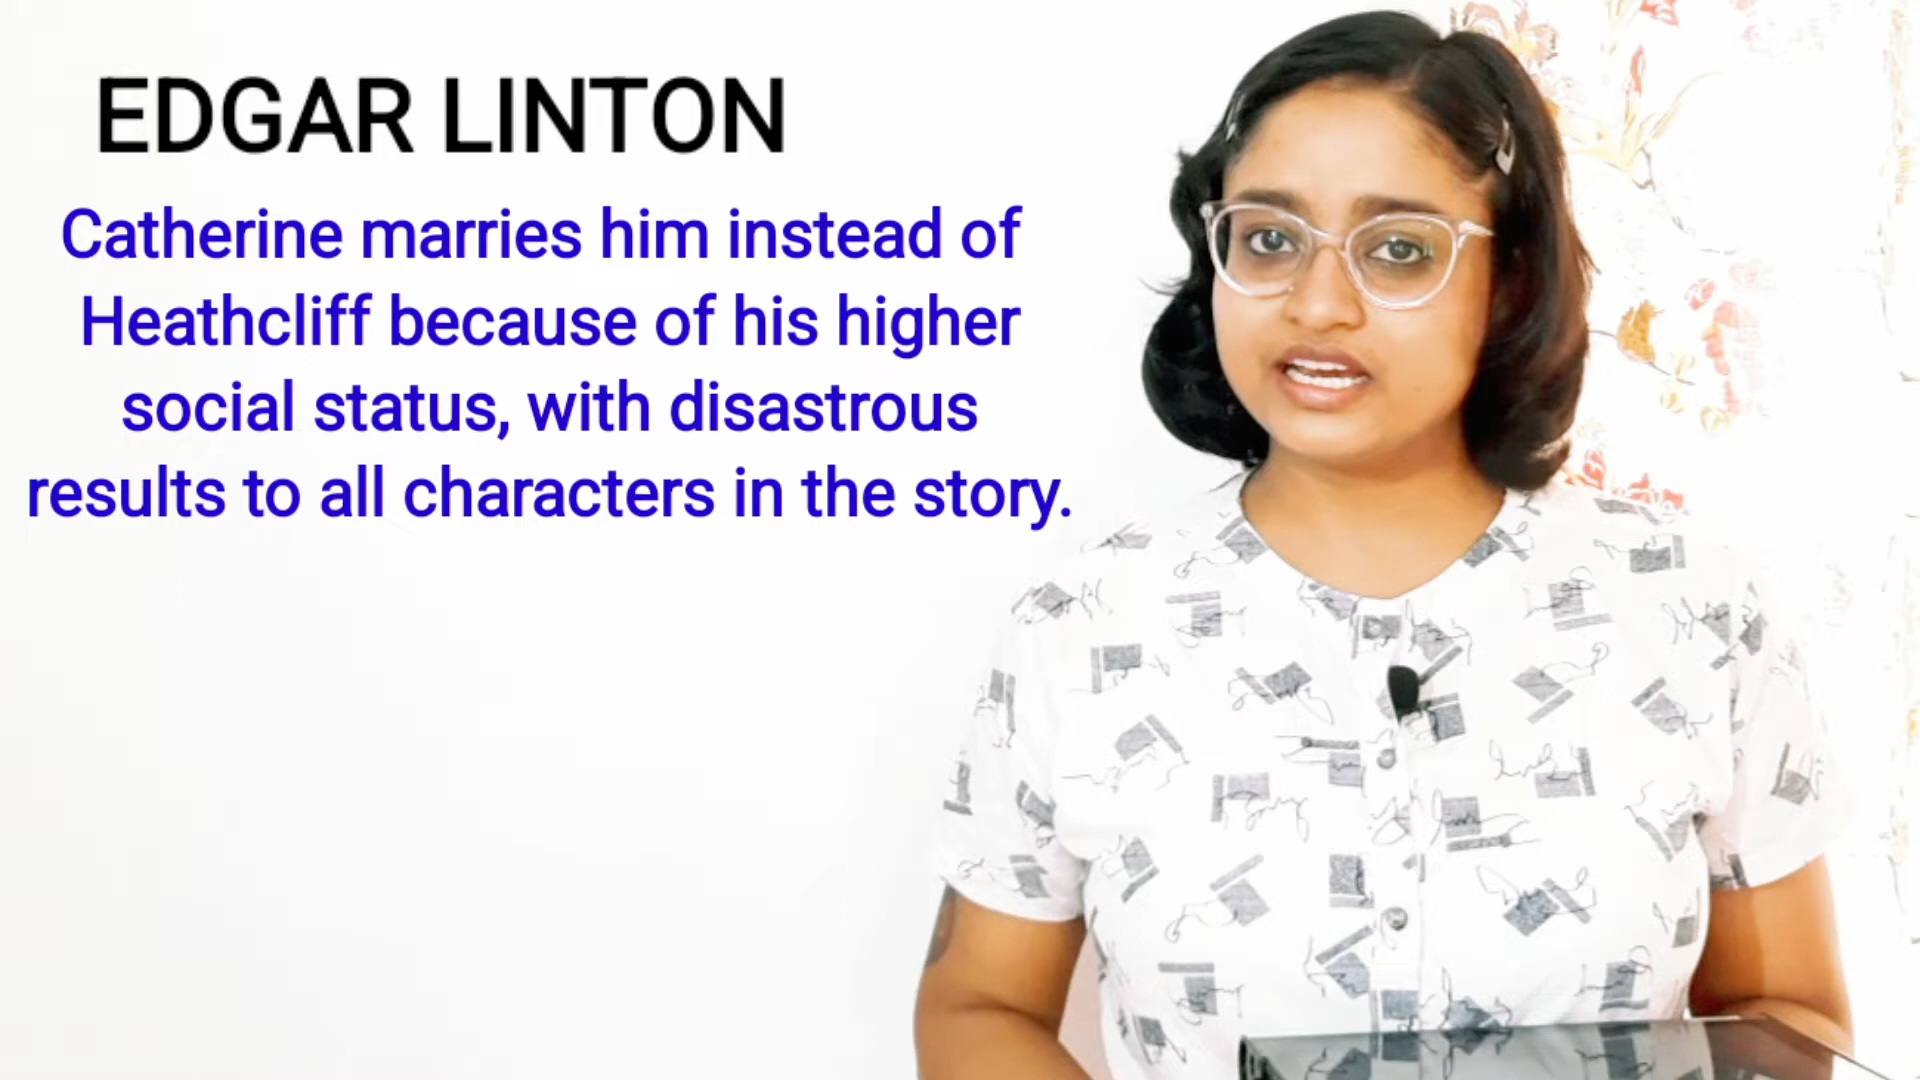 EDGAR LINTON
Catherine marries him instead of
Heathcliff because of his higher
social status, with disastrous
results to all characters in the story.